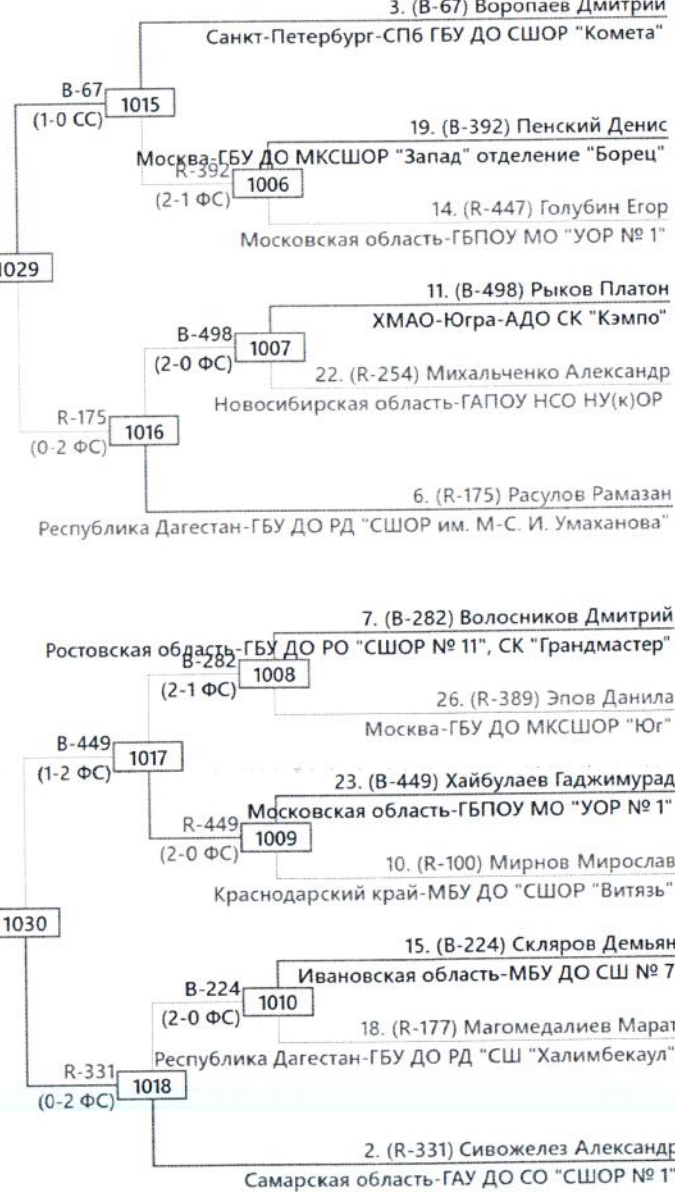 3. (B-67) Воропаев Дмитрий
Санкт-Петербург-СПб ГБУ ДО СШОР "Комета"
B-67
1015
(1-0 СС)
19. (B-392) Пенский Денис
Москва-ГБУ ДО МКСШОР "Запад" отделение "Борец"
R-392
1006
(2-1 ФС)
14. (R-447) Голубин Егор
Московская область-ГБПОУ МО "УОР № 1"
1029
11. (B-498) Рыков Платон
ХМАО-Югра-АДО СК "Кэмпо"
B-498
1007
(2-0 ФС)
22. (R-254) Михальченко Александр
Новосибирская область-ГАПОУ НСО НУ(к)ОР
R-175
1016
(0-2 ФС)
6. (R-175) Расулов Рамазан
Республика Дагестан-ГБУ ДО РД "СШОР им. М-С. И. Умаханова"
7. (B-282) Волосников Дмитрий
Ростовская область-ГБУ ДО РО "СШОР № 11", СК "Грандмастер"
B-282
1008
(2-1 ФС)
26. (R-389) Эпов Данила
Москва-ГБУ ДО МКСШОР "Юг"
B-449
1017
(1-2 ФС)
23. (B-449) Хайбулаев Гаджимурад
Московская область-ГБПОУ МО "УОР № 1"
R-449
1009
(2-0 ФС)
10. (R-100) Мирнов Мирослав
Краснодарский край-МБУ ДО "СШОР "Витязь"
1030
15. (B-224) Скляров Демьян
Ивановская область-МБУ ДО СШ № 7
B-224
1010
(2-0 ФС)
18. (R-177) Магомедалиев Марат
Республика Дагестан-ГБУ ДО РД "СШ "Халимбекаул"
R-331
1018
(0-2 ФС)
2. (R-331) Сивожелез Александр
Самарская область-ГАУ ДО СО "СШОР № 1"